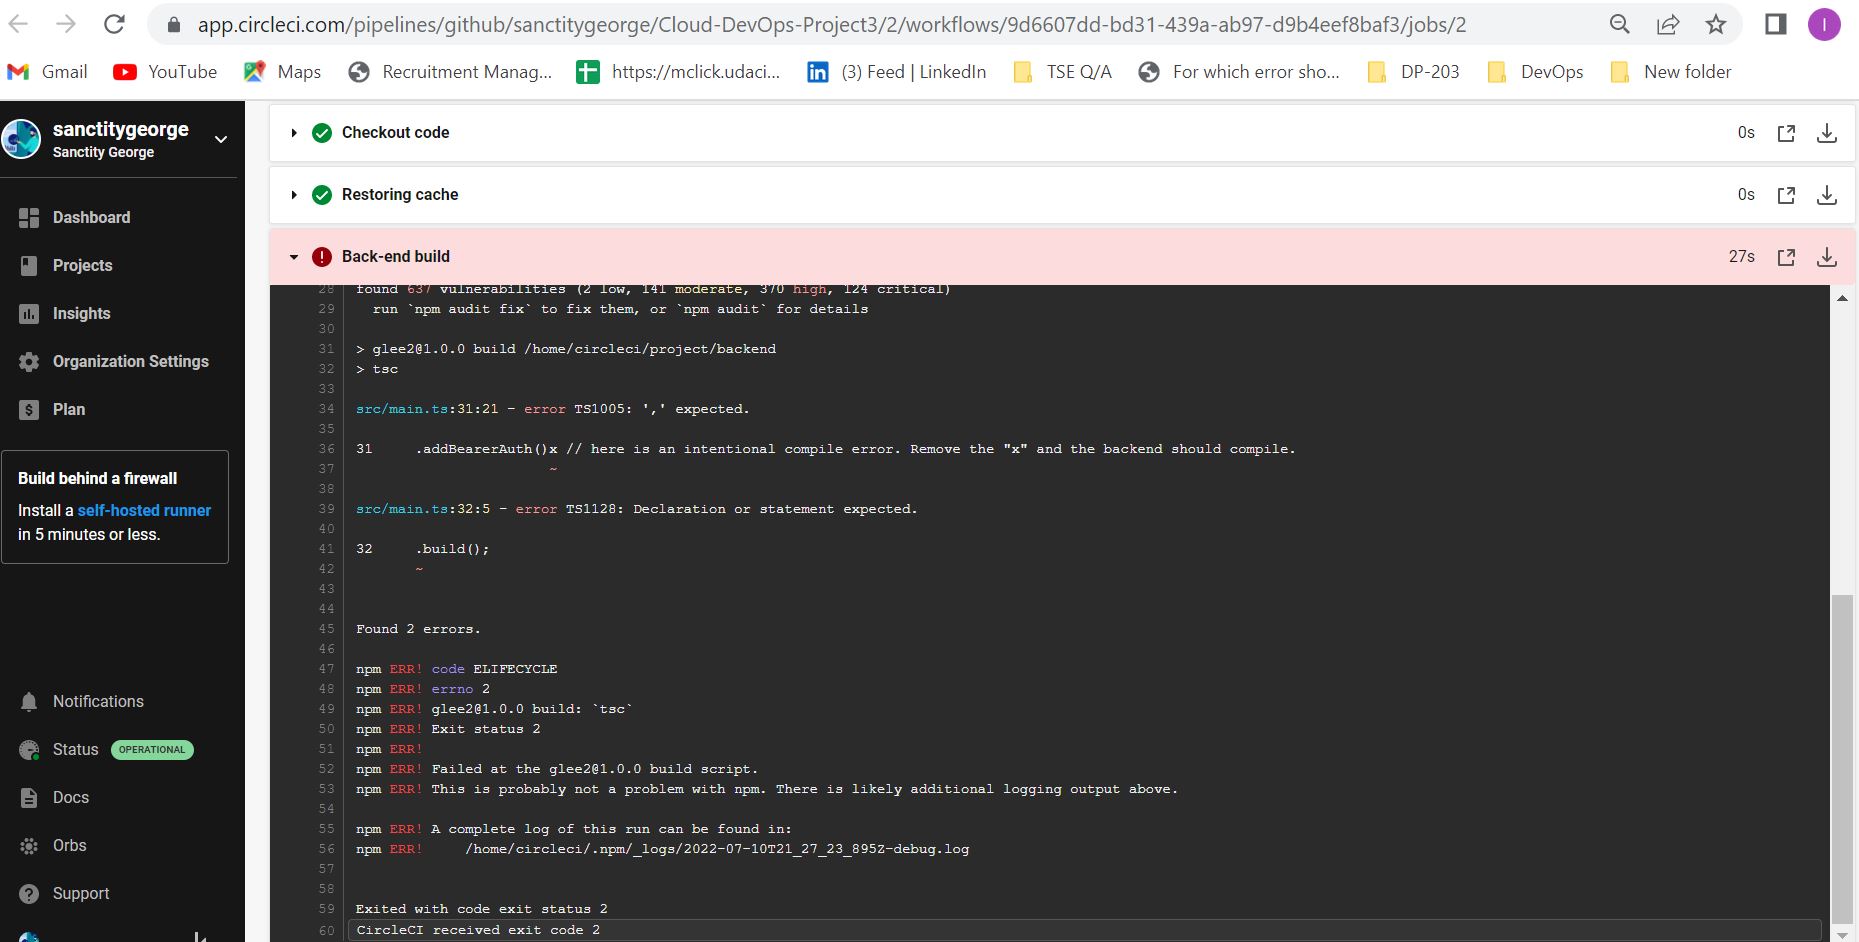 app.circleci.com/pipelines/github/sanctitygeorge/Cloud-DevOps-Project3/2/workflows/9d6607dd-bd31-439a-ab97-d9b4eef8baf3/jobs/2
I
Gmail YouTube Maps Recruitment Manag... https://mclick.udaci... (3) Feed | LinkedIn TSE Q/A For which error sho... DP-203 DevOps New folder
sanctitygeorge
Sanctity George
Dashboard
Projects
Insights
Organization Settings
Plan
Build behind a firewall
Install a self-hosted runner
in 5 minutes or less.
Notifications
Status OPERATIONAL
Docs
Orbs
Support
Checkout code 0s
Restoring cache 0s
Back-end build 27s
28 found 637 vulnerabilities (2 low, 141 moderate, 370 high, 124 critical)
29 run `npm audit fix` to fix them, or `npm audit` for details
30
31 > glee2@1.0.0 build /home/circleci/project/backend
32 > tsc
33
34 src/main.ts:31:21 - error TS1005: ',' expected.
35
36 31 .addBearerAuth()x // here is an intentional compile error. Remove the "x" and the backend should compile.
37 ~
38
39 src/main.ts:32:5 - error TS1128: Declaration or statement expected.
40
41 32 .build();
42 ~
43
44
45 Found 2 errors.
46
47 npm ERR! code ELIFECYCLE
48 npm ERR! errno 2
49 npm ERR! glee2@1.0.0 build: `tsc`
50 npm ERR! Exit status 2
51 npm ERR!
52 npm ERR! Failed at the glee2@1.0.0 build script.
53 npm ERR! This is probably not a problem with npm. There is likely additional logging output above.
54
55 npm ERR! A complete log of this run can be found in:
56 npm ERR! /home/circleci/.npm/_logs/2022-07-10T21_27_23_895Z-debug.log
57
58
59 Exited with code exit status 2
60 CircleCI received exit code 2